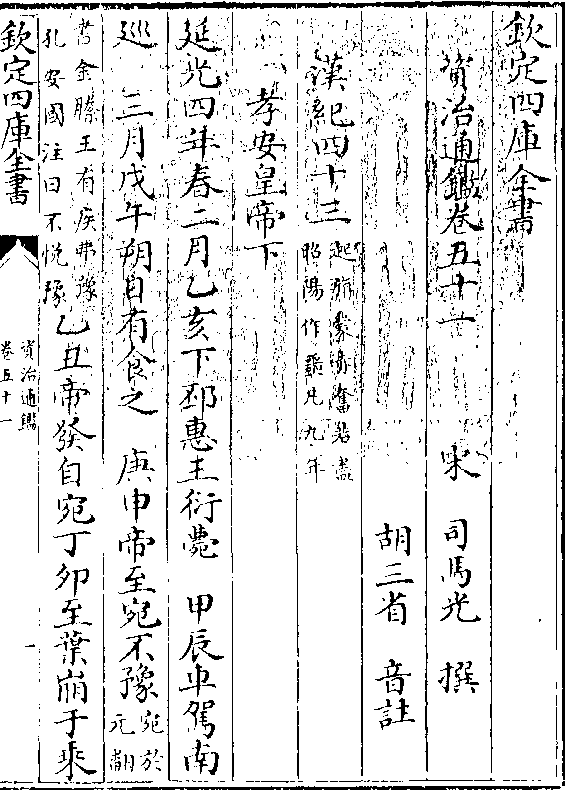 欽定四庫全書
資治通鑑卷五十一
宋 司馬光 撰
胡三省 音註
漢紀四十三
起旃蒙赤奮若盡
昭陽作噩凡九年
孝安皇帝下
延光四年春二月乙亥下邳惠王衍薨 甲辰車駕南
巡 三月戊午朔日有食之 庚申帝至宛不豫
宛於
元翻
書金縢王有疾弗豫
孔安國注曰不悦豫
乙丑帝發自宛丁卯至葉崩于乘
欽定四庫全書
資治通鑑
卷五十一
一